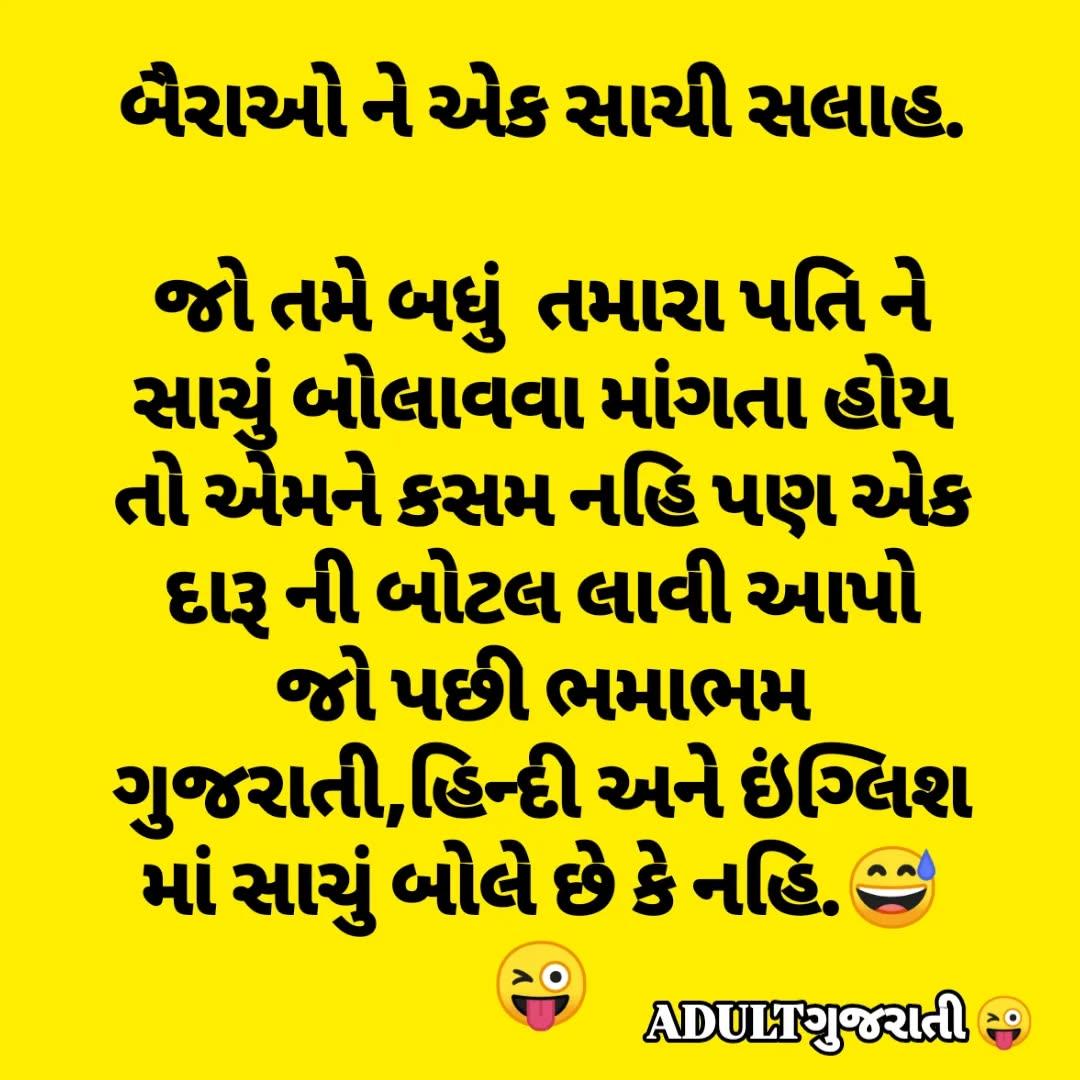 બૈરાઓ ને એક સાચી સલાહ.
જો તમે બધું તમારા પતિ ને
સાચું બોલાવવા માંગતા હોય
તો એમને કસમ નહિ પણ એક
દારૂ ની બોટલ લાવી આપો
જો પછી ભમાભમ
ગુજરાતી,હિન્દી અને ઇંગ્લિશ
માં સાચું બોલે છે કે નહિ.😅
😜
ADULTગુજરાતી 😜